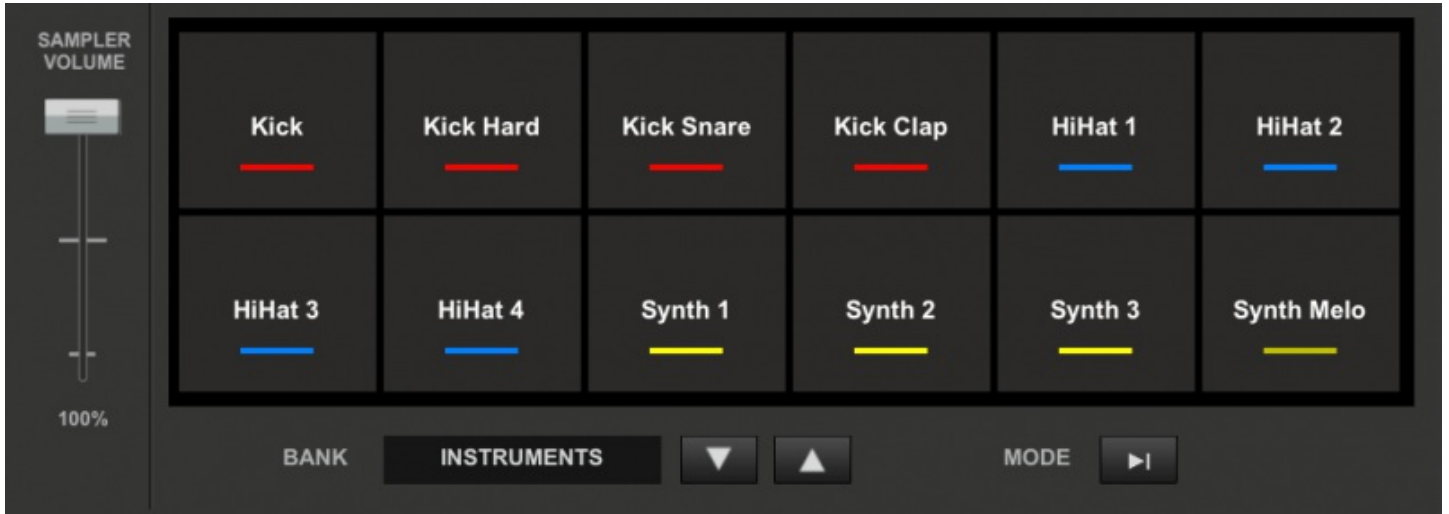 SAMPLER
VOLUME
Kick
Kick Hard
Kick Snare
Kick Clap
HiHat 1
HiHat 2
HiHat 3
HiHat 4
Synth 1
Synth 2
Synth 3
Synth Melo
100%
BANK
INSTRUMENTS
MODE